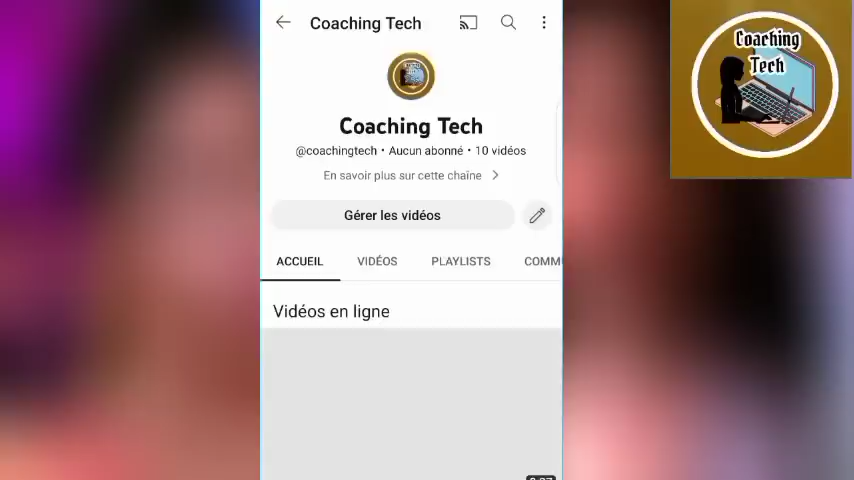 Coaching Tech
Coaching Tech
@coachingtech • Aucun abonné • 10 vidéos
En savoir plus sur cette chaîne
Gérer les vidéos
ACCUEIL VIDÉOS PLAYLISTS COMMU
Vidéos en ligne
Coaching
Tech